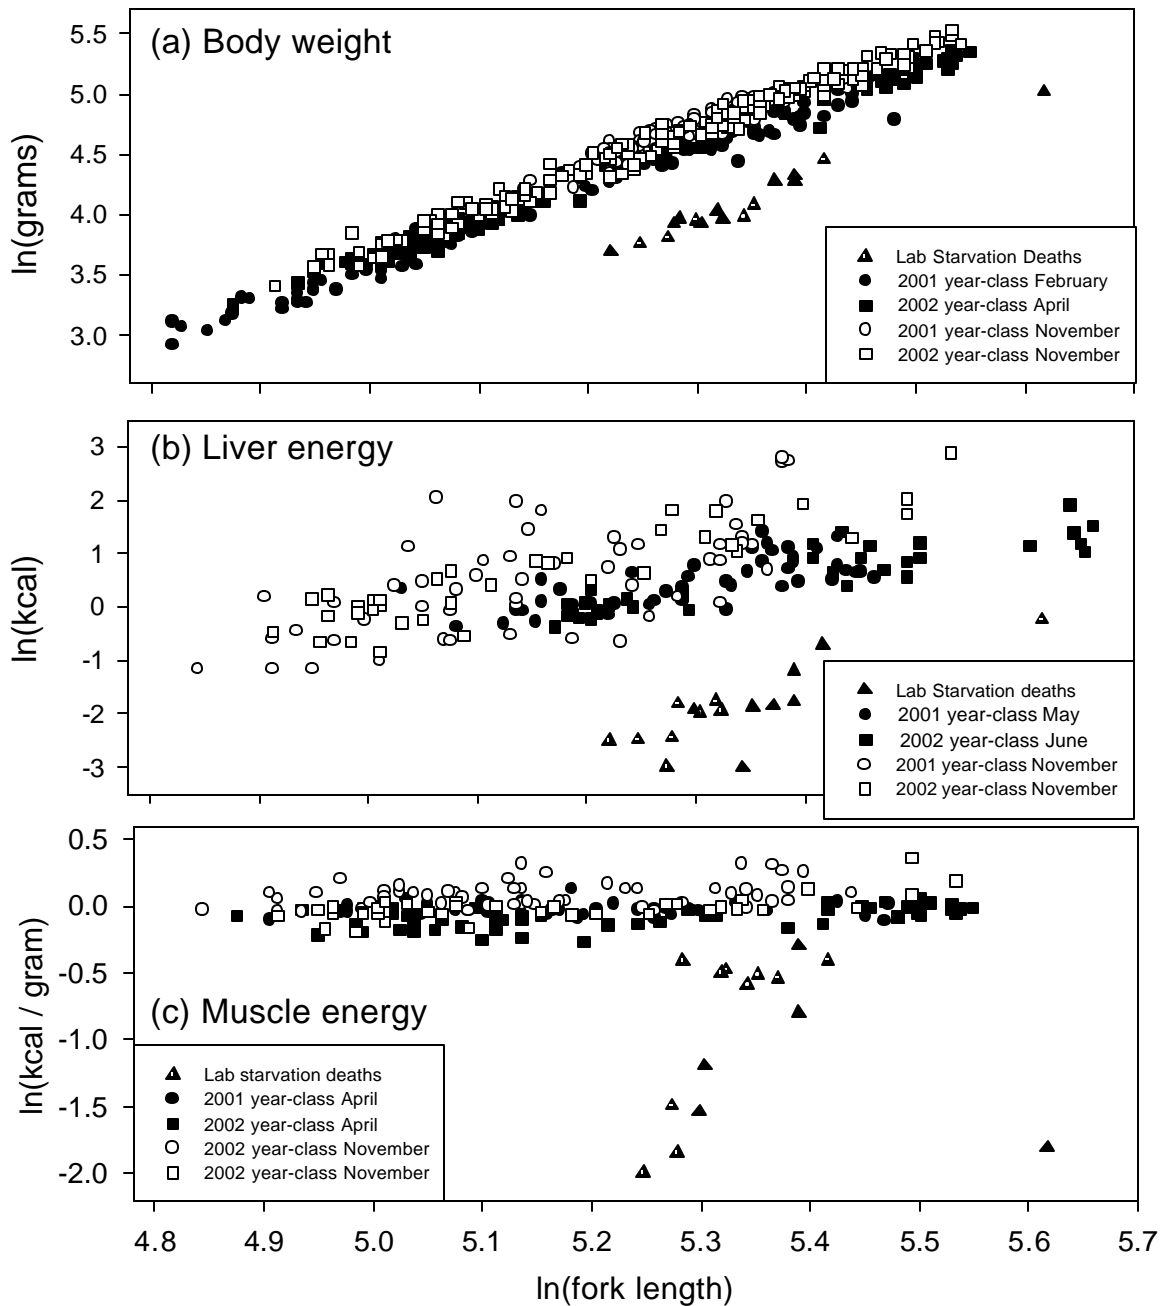 (a) Body weight
5.5
5.0
4.5
4.0
3.5
3.0
ln(grams)
Lab Starvation Deaths
2001 year-class February
2002 year-class April
2001 year-class November
2002 year-class November
(b) Liver energy
3
2
1
0
-1
-2
-3
ln(kcal)
Lab Starvation deaths
2001 year-class May
2002 year-class June
2001 year-class November
2002 year-class November
0.5
0.0
-0.5
-1.0
-1.5
-2.0
ln(kcal / gram)
(c) Muscle energy
Lab starvation deaths
2001 year-class April
2002 year-class April
2002 year-class November
2002 year-class November
4.8 4.9 5.0 5.1 5.2 5.3 5.4 5.5 5.6 5.7
ln(fork length)